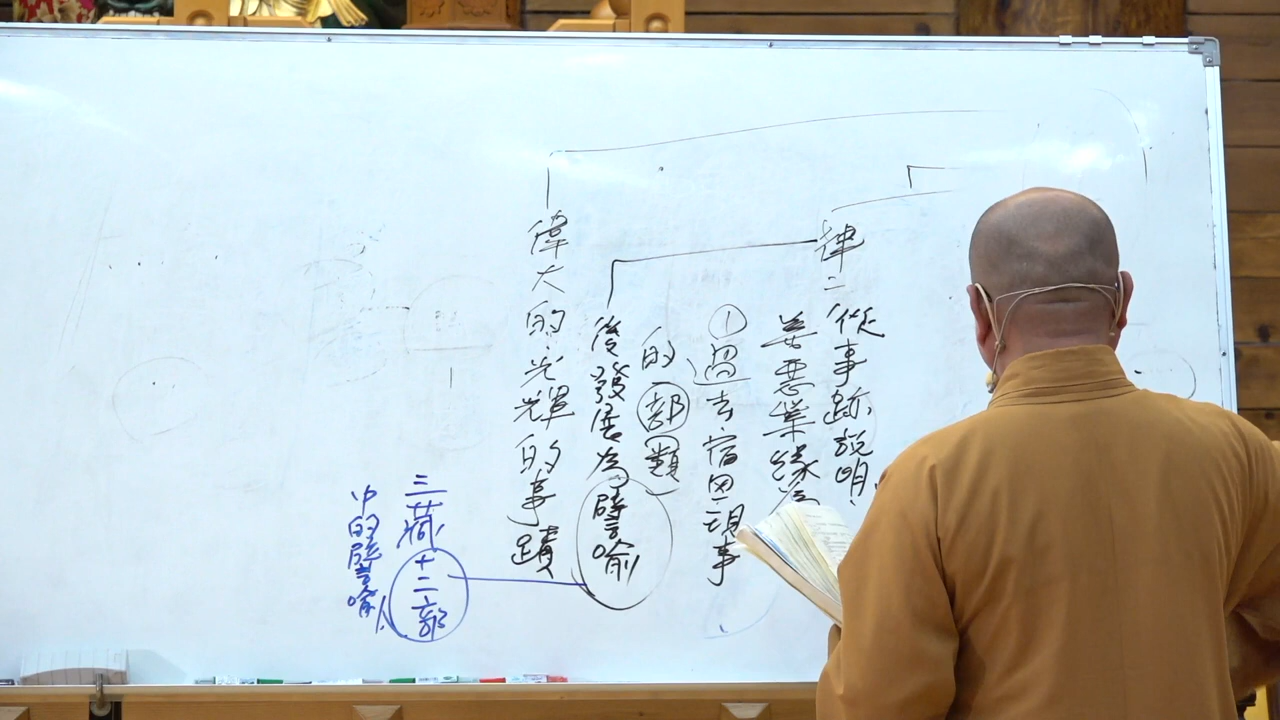 律二從事跡說明
善惡業緣
①過去宿因現事
的部類
後發展為譬喻
偉大的光輝的事蹟
三藏十二部
中的譬喻